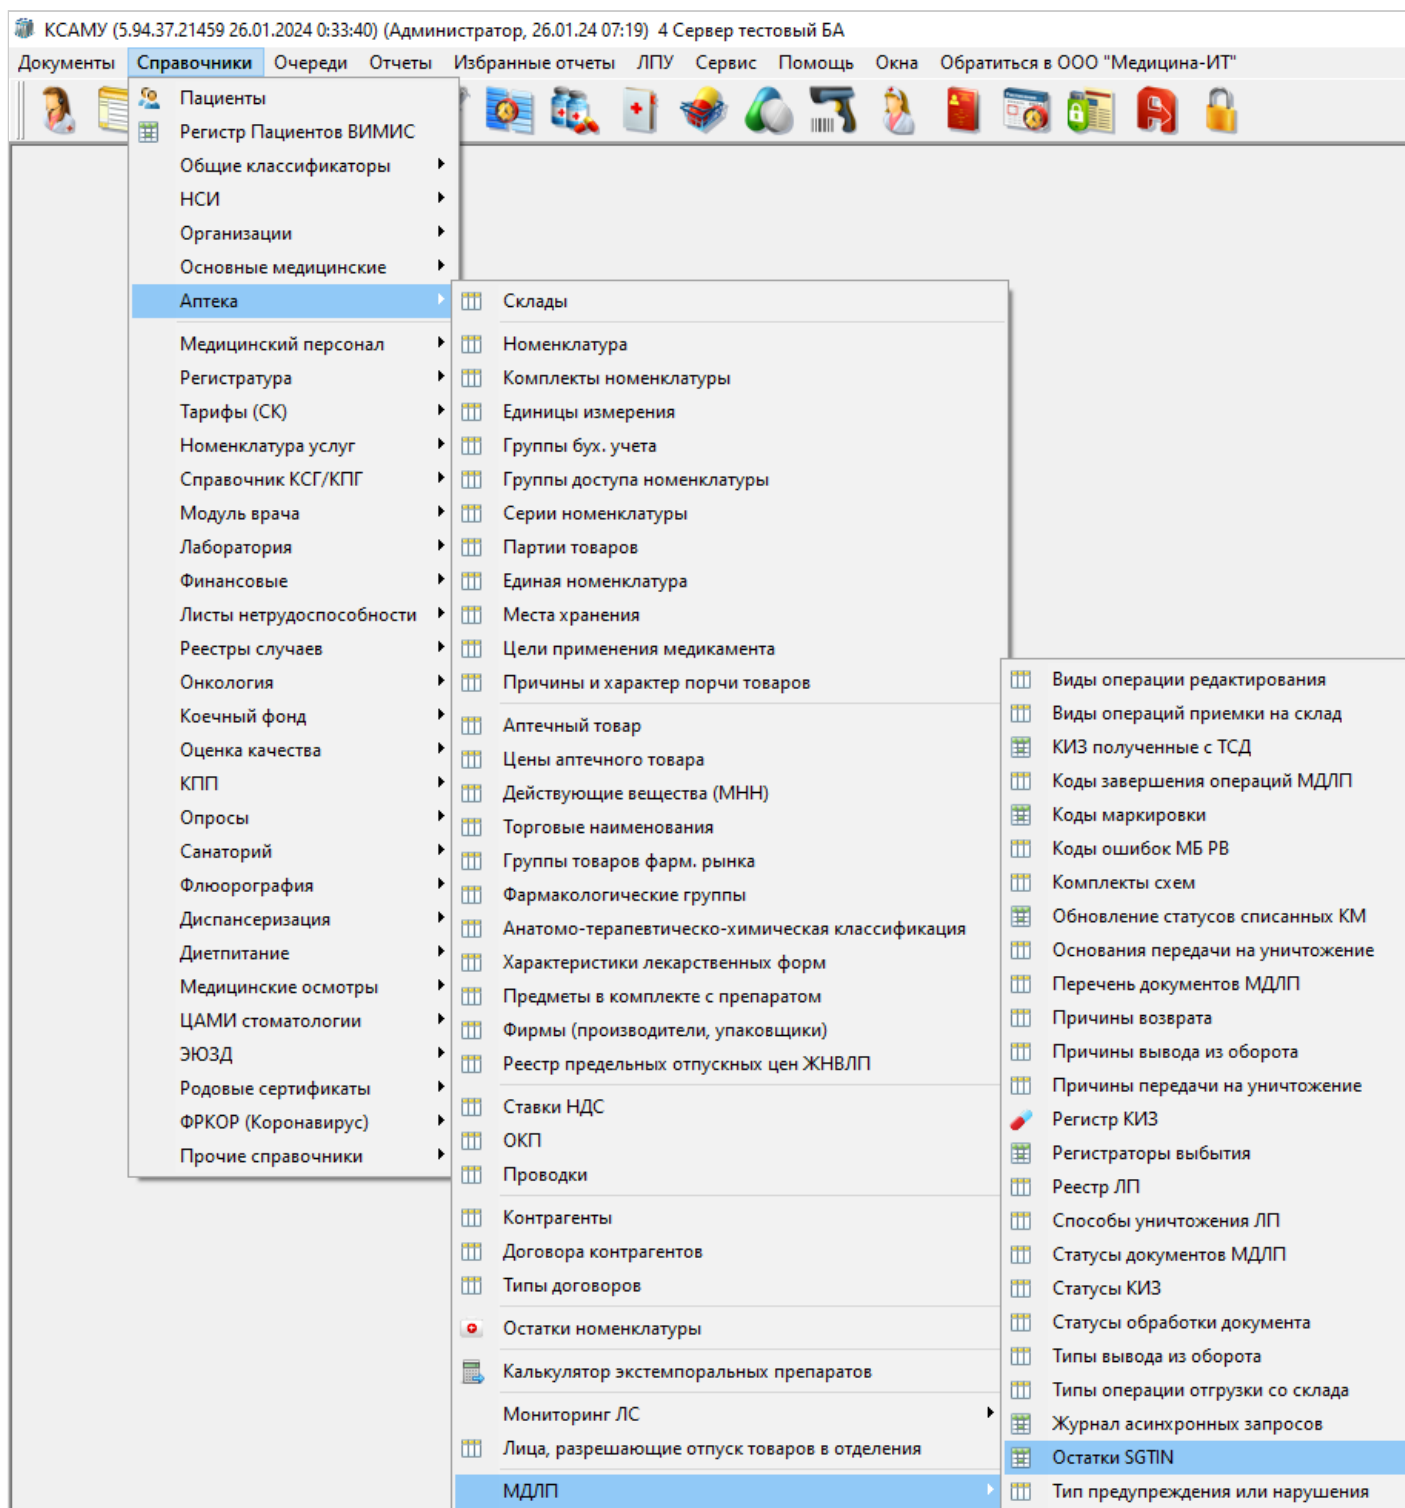 КСАМУ (5.94.37.21459 26.01.2024 0:33:40) (Администратор, 26.01.24 07:19) 4 Сервер тестовый БА
Документы Справочники Очереди Отчеты Избранные отчеты ЛПУ Сервис Помощь Окна Обратиться в ООО "Медицина-ИТ"
Пациенты
Регистр Пациентов ВИМИС
Общие классификаторы
НСИ
Организации
Основные медицинские
Аптека
Медицинский персонал
Регистратура
Тарифы (СК)
Номенклатура услуг
Справочник КСГ/КПГ
Модуль врача
Лаборатория
Финансовые
Листы нетрудоспособности
Реестры случаев
Онкология
Коечный фонд
Оценка качества
КПП
Опросы
Санаторий
Флюорография
Диспансеризация
Диетпитание
Медицинские осмотры
ЦАМИ стоматологии
ЭЮЗД
Родовые сертификаты
ФРКОР (Коронавирус)
Прочие справочники
Склады
Номенклатура
Комплекты номенклатуры
Единицы измерения
Группы бух. учета
Группы доступа номенклатуры
Серии номенклатуры
Партии товаров
Единая номенклатура
Места хранения
Цели применения медикамента
Причины и характер порчи товаров
Аптечный товар
Цены аптечного товара
Действующие вещества (МНН)
Торговые наименования
Группы товаров фарм. рынка
Фармакологические группы
Анатомо-терапевтическо-химическая классификация
Характеристики лекарственных форм
Предметы в комплекте с препаратом
Фирмы (производители, упаковщики)
Реестр предельных отпускных цен ЖНВЛП
Ставки НДС
ОКП
Проводки
Контрагенты
Договора контрагентов
Типы договоров
Остатки номенклатуры
Калькулятор экстемпоральных препаратов
Мониторинг ЛС
Лица, разрешающие отпуск товаров в отделения
МДЛП
Виды операции редактирования
Виды операций приемки на склад
КИЗ полученные с ТСД
Коды завершения операций МДЛП
Коды маркировки
Коды ошибок МБ РВ
Комплекты схем
Обновление статусов списанных КМ
Основания передачи на уничтожение
Перечень документов МДЛП
Причины возврата
Причины вывода из оборота
Причины передачи на уничтожение
Регистр КИЗ
Регистраторы выбытия
Реестр ЛП
Способы уничтожения ЛП
Статусы документов МДЛП
Статусы КИЗ
Статусы обработки документа
Типы вывода из оборота
Типы операции отгрузки со склада
Журнал асинхронных запросов
Остатки SGTIN
Тип предупреждения или нарушения